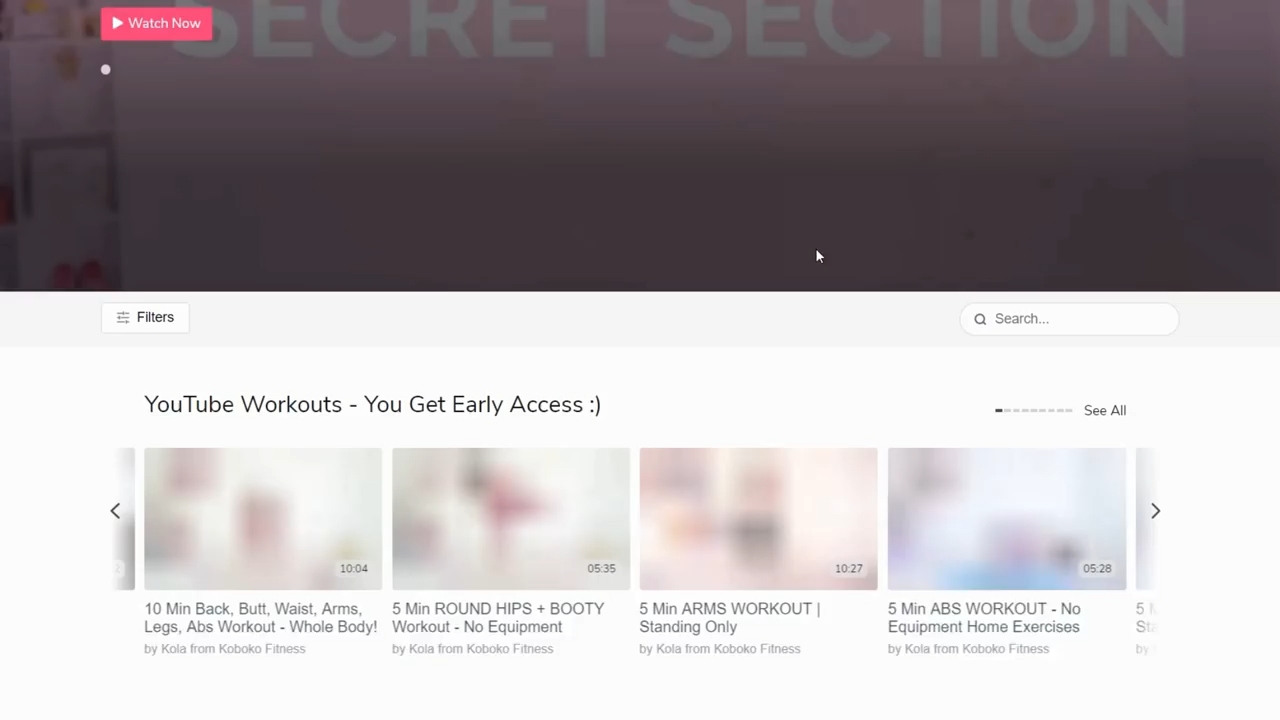 SECRET SECTION
Watch Now
Filters
Search...
YouTube Workouts - You Get Early Access :)
See All
10:04
05:35
10:27
05:28
10 Min Back, Butt, Waist, Arms,
Legs, Abs Workout - Whole Body!
by Kola from Koboko Fitness
5 Min ROUND HIPS + BOOTY
Workout - No Equipment
by Kola from Koboko Fitness
5 Min ARMS WORKOUT |
Standing Only
by Kola from Koboko Fitness
5 Min ABS WORKOUT - No
Equipment Home Exercises
by Kola from Koboko Fitness
5
by